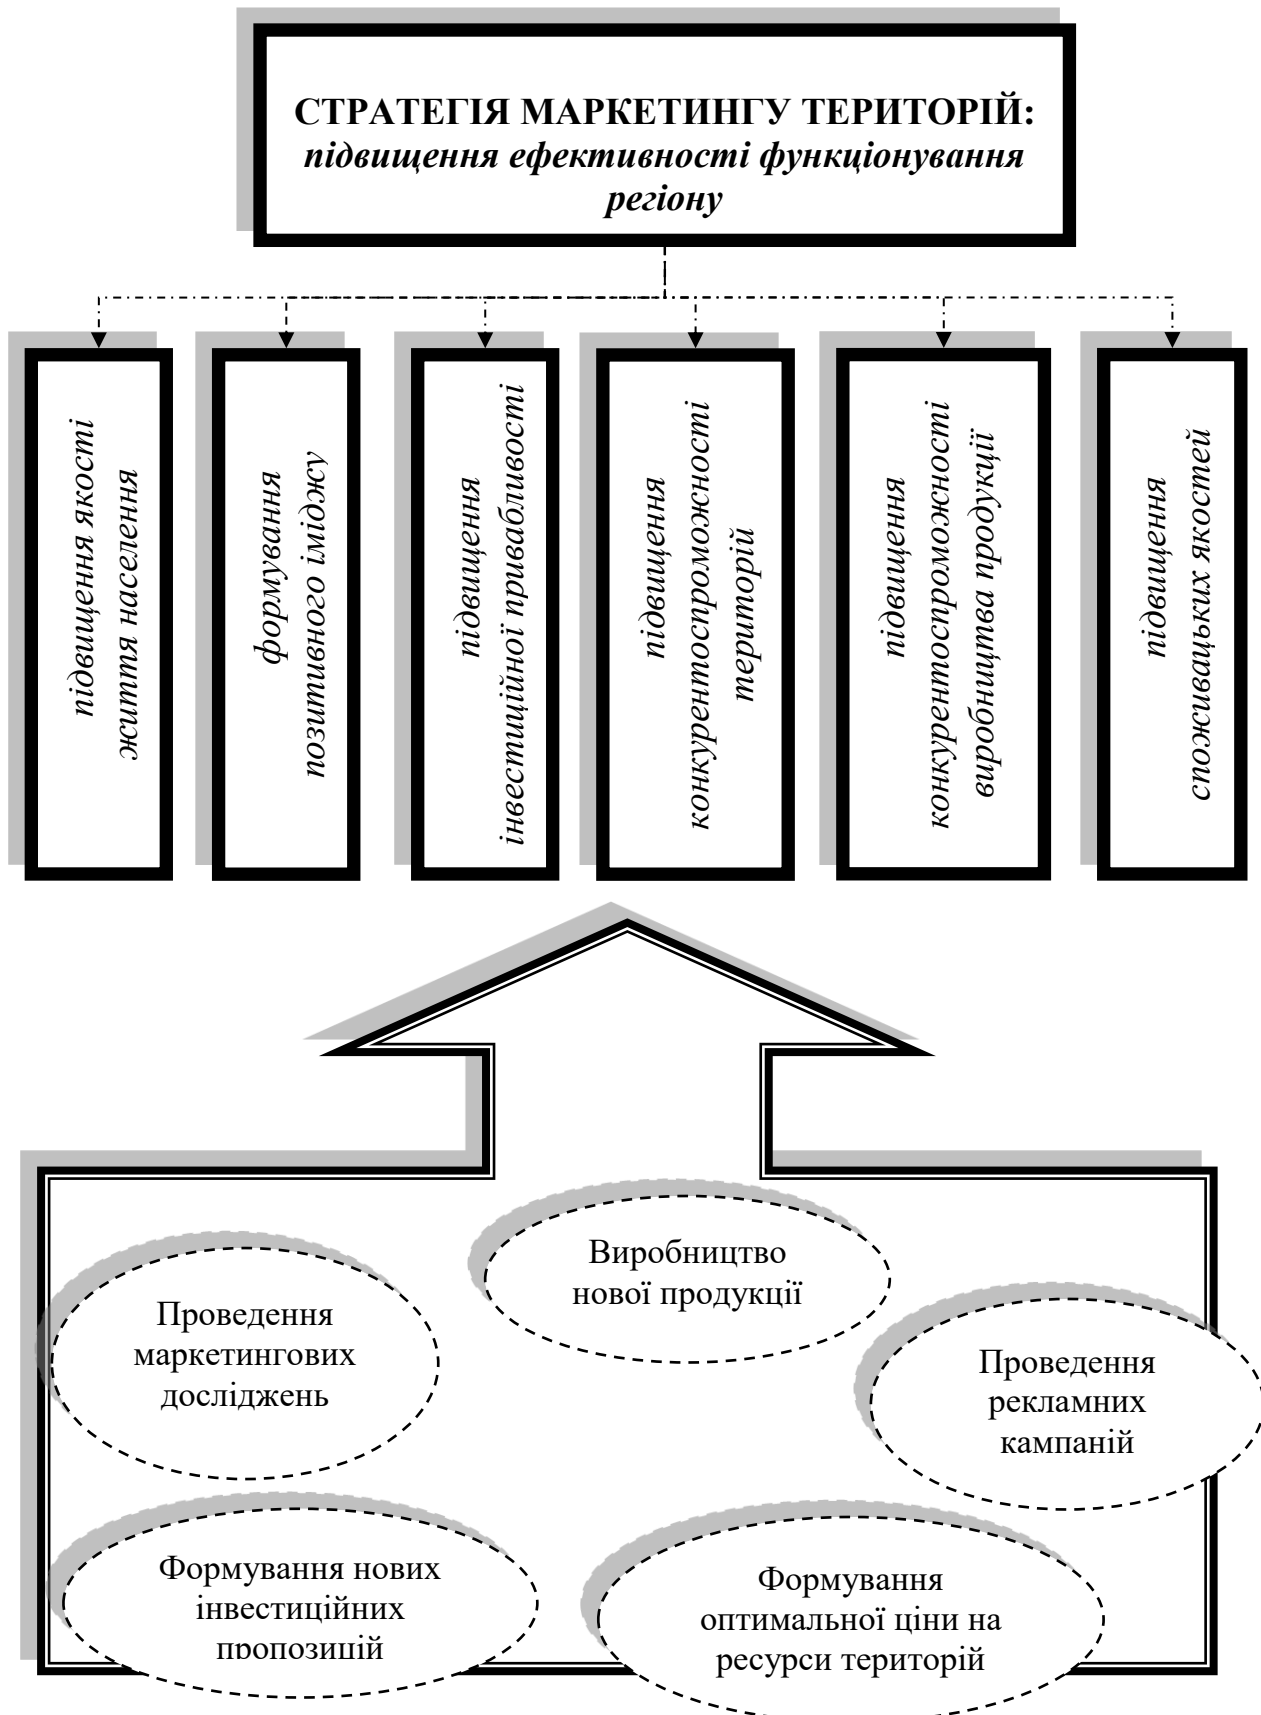 СТРАТЕГІЯ МАРКЕТИНГУ ТЕРИТОРІЙ:
підвищення ефективності функціонування
регіону
підвищення якості
життя населення
формування
позитивного іміджу
підвищення
інвестиційної привабливості
підвищення
конкурентоспроможності
територій
підвищення
конкурентоспроможності
виробництва продукції
підвищення
споживацьких якостей
Виробництво
нової продукції
Проведення
маркетингових
досліджень
Проведення
рекламних
кампаній
Формування нових
інвестиційних
пропозицій
Формування
оптимальної ціни на
ресурси територій